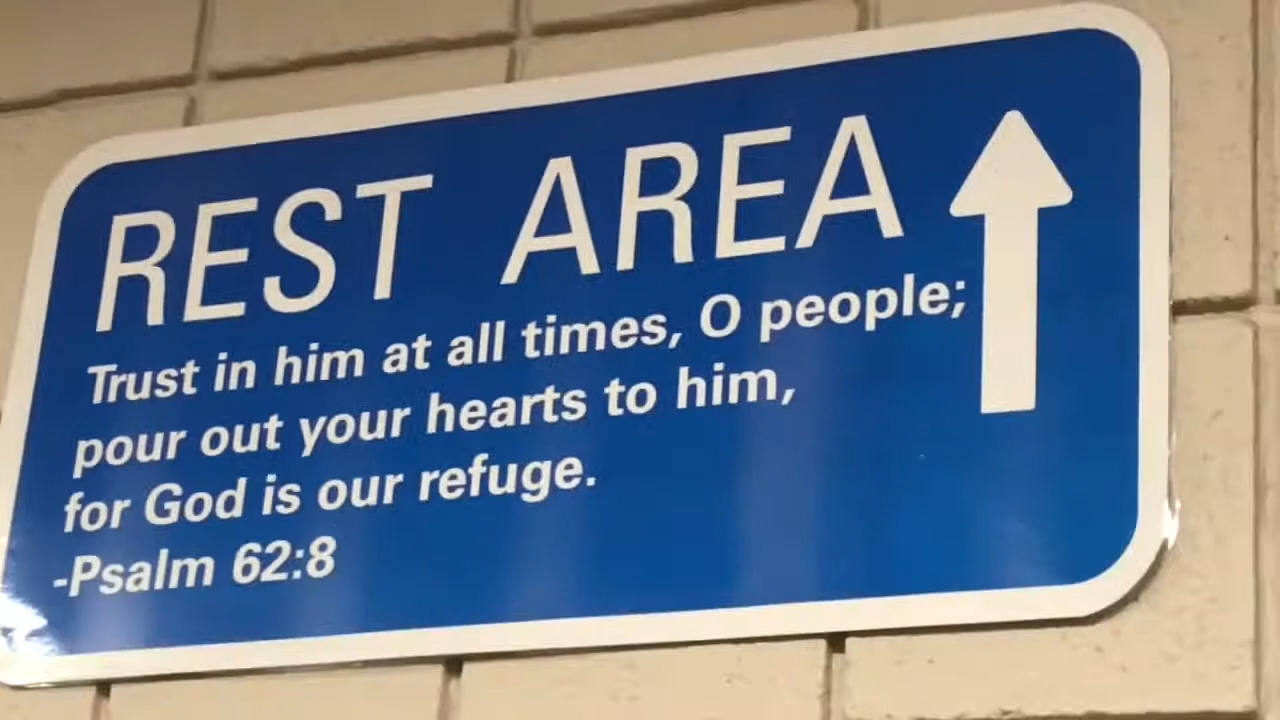 REST AREA
Trust in him at all times, O people;
pour out your hearts to him,
for God is our refuge.
-Psalm 62:8